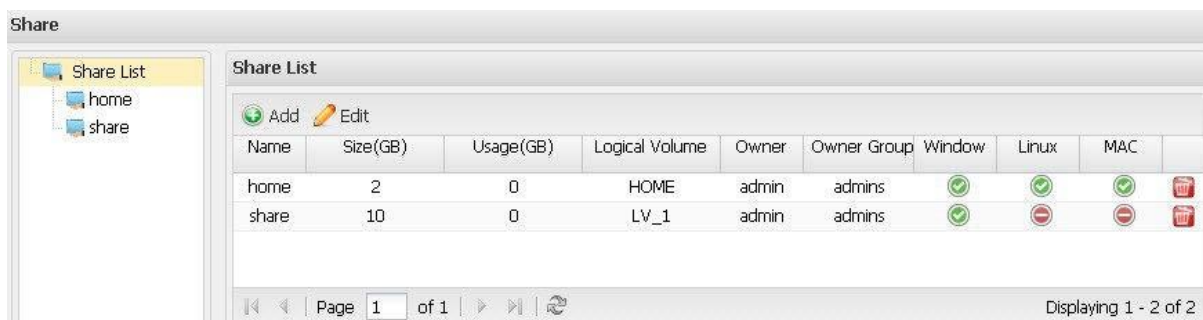 Share
Share List
home
share
Share List
Add Edit
Name Size(GB) Usage(GB) Logical Volume Owner Owner Group Window Linux MAC
home 2 0 HOME admin admins
share 10 0 LV_1 admin admins
Page 1 of 1 Displaying 1 - 2 of 2